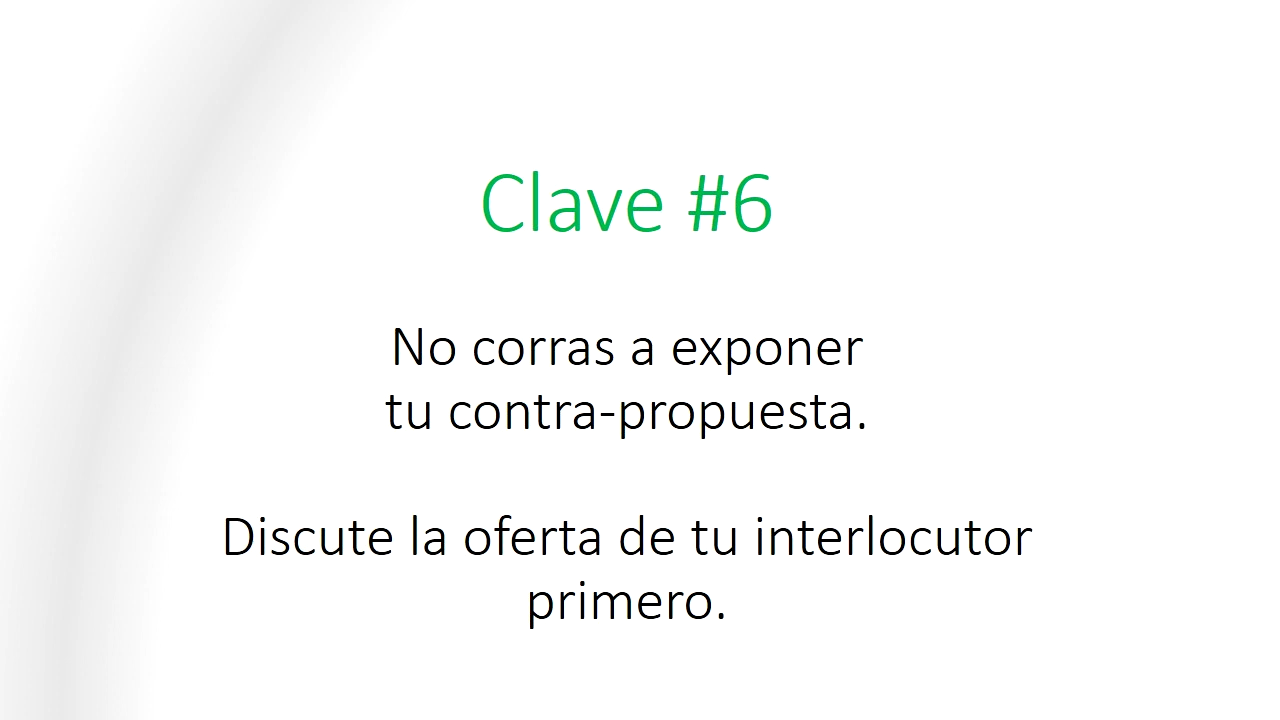 Clave #6
No corras a exponer
tu contra-propuesta.
Discute la oferta de tu interlocutor
primero.